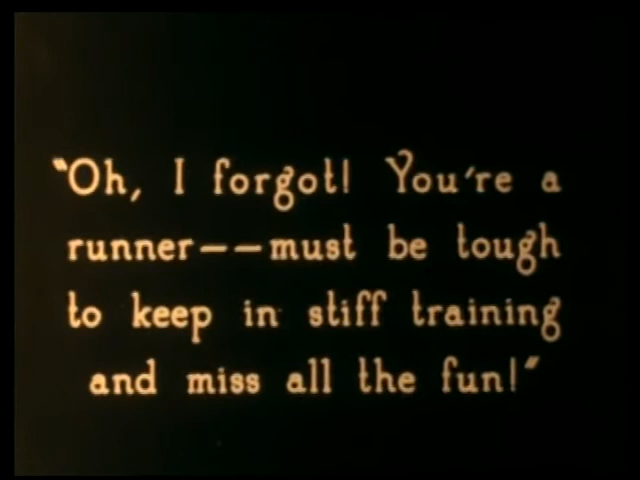 "Oh, I forgot! You're a
runner--must be tough
to keep in stiff training
and miss all the fun!"